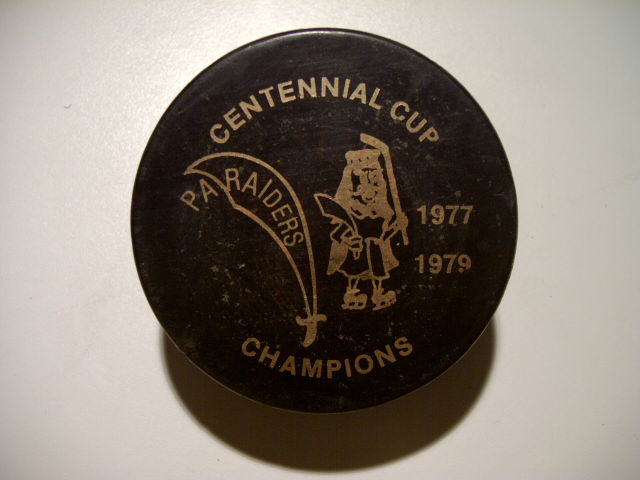 CENTENNIAL CUP
PA RAIDERS
1977
1979
CHAMPIONS